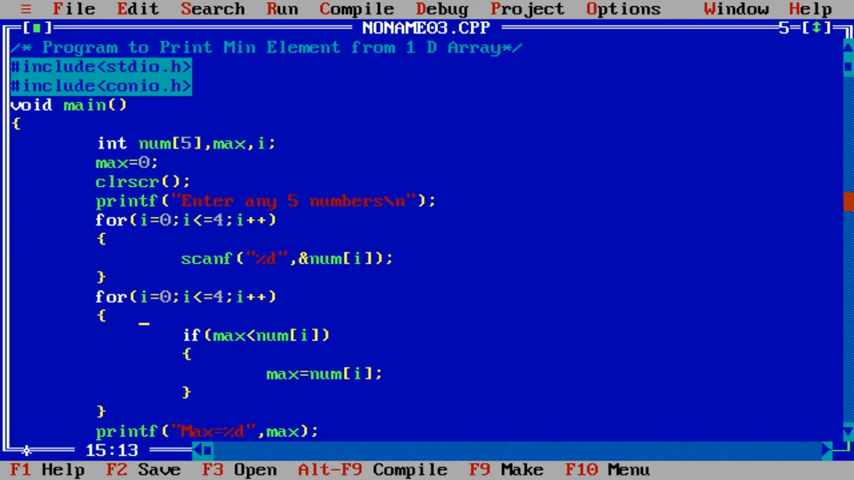 ≡ File Edit Search Run Compile Debug Project Options Window Help
[■] NONAME03.CPP 5=[↕]
/* Program to Print Min Element from 1 D Array*/
#include<stdio.h>
#include<conio.h>
void main()
{
int num[5],max,i;
max=0;
clrscr();
printf("Enter any 5 numbers\n");
for(i=0;i<=4;i++)
{
scanf("%d",&num[i]);
}
for(i=0;i<=4;i++)
{
if(max<num[i])
{
max=num[i];
}
}
printf("Max=%d",max);
15:13
F1 Help F2 Save F3 Open Alt-F9 Compile F9 Make F10 Menu